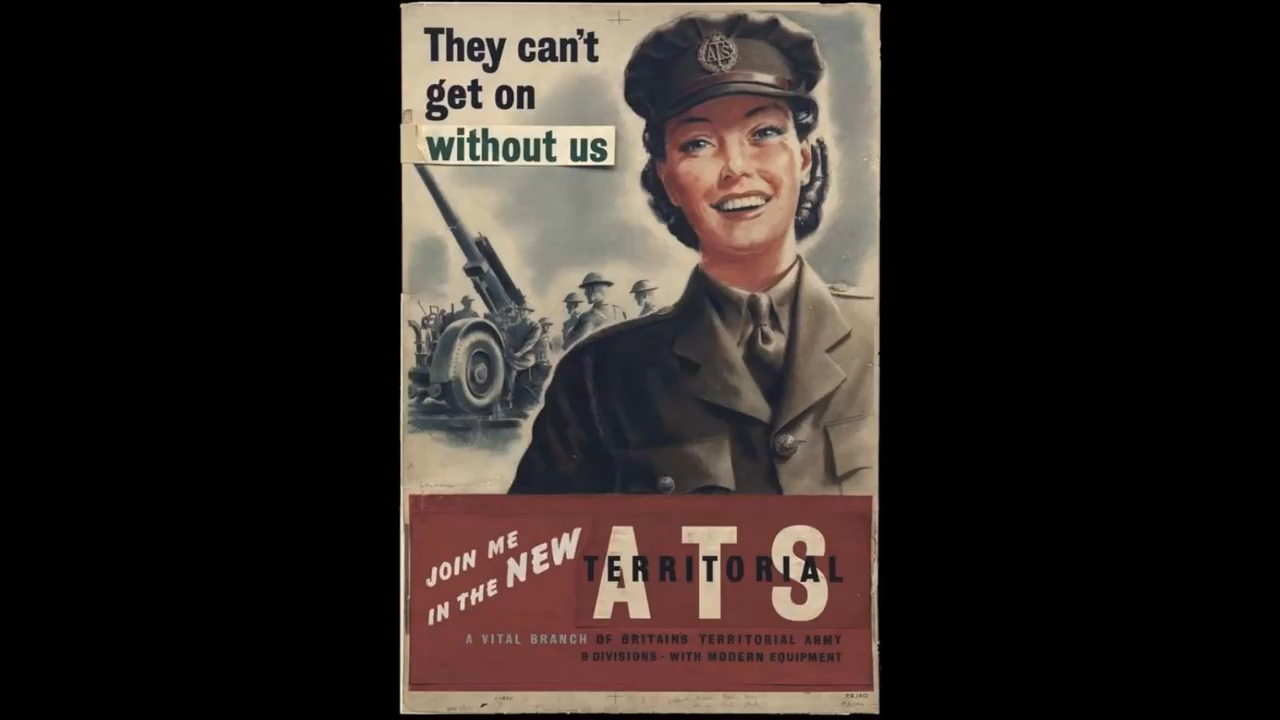 They can't
get on
without us
ATS
JOIN ME
IN THE NEW
ATS
TERRITORIAL
A VITAL BRANCH OF BRITAIN'S TERRITORIAL ARMY
9 DIVISIONS - WITH MODERN EQUIPMENT